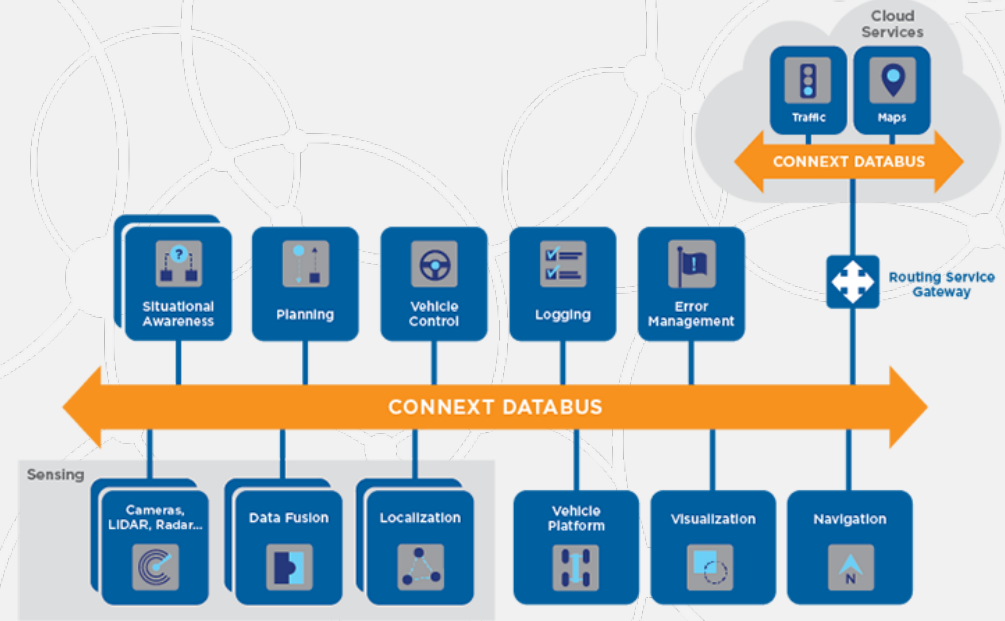 Cloud
Services
Traffic
Maps
CONNEXT DATABUS
?
Situational
Awareness
Planning
Vehicle
Control
Logging
!
Error
Management
Routing Service
Gateway
CONNEXT DATABUS
Sensing
Cameras,
LIDAR, Radar...
Data Fusion
Localization
Vehicle
Platform
Visualization
Navigation
N